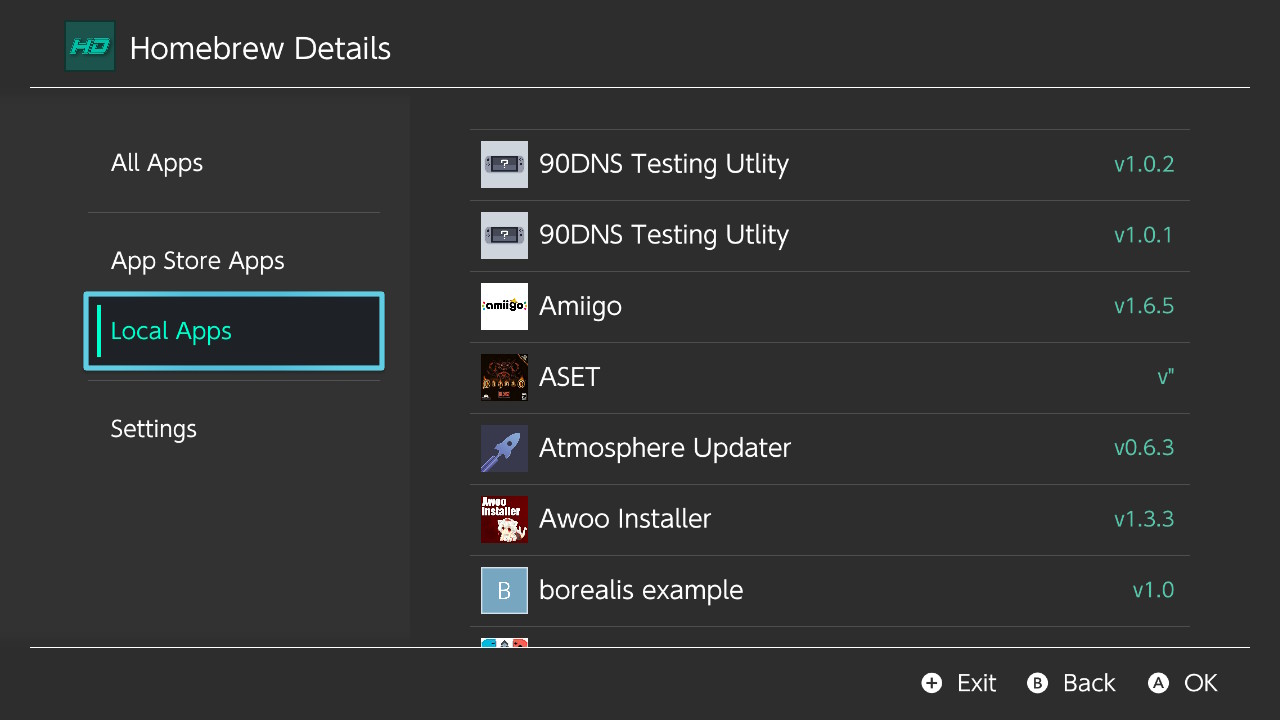 HD
Homebrew Details
All Apps
App Store Apps
Local Apps
Settings
?
90DNS Testing Utlity
v1.0.2
?
90DNS Testing Utlity
v1.0.1
amiigo
Amiigo
v1.6.5
ASET
v"
Atmosphere Updater
v0.6.3
Awoo
Installer
Awoo Installer
v1.3.3
B
borealis example
v1.0
+ Exit
B Back
A OK